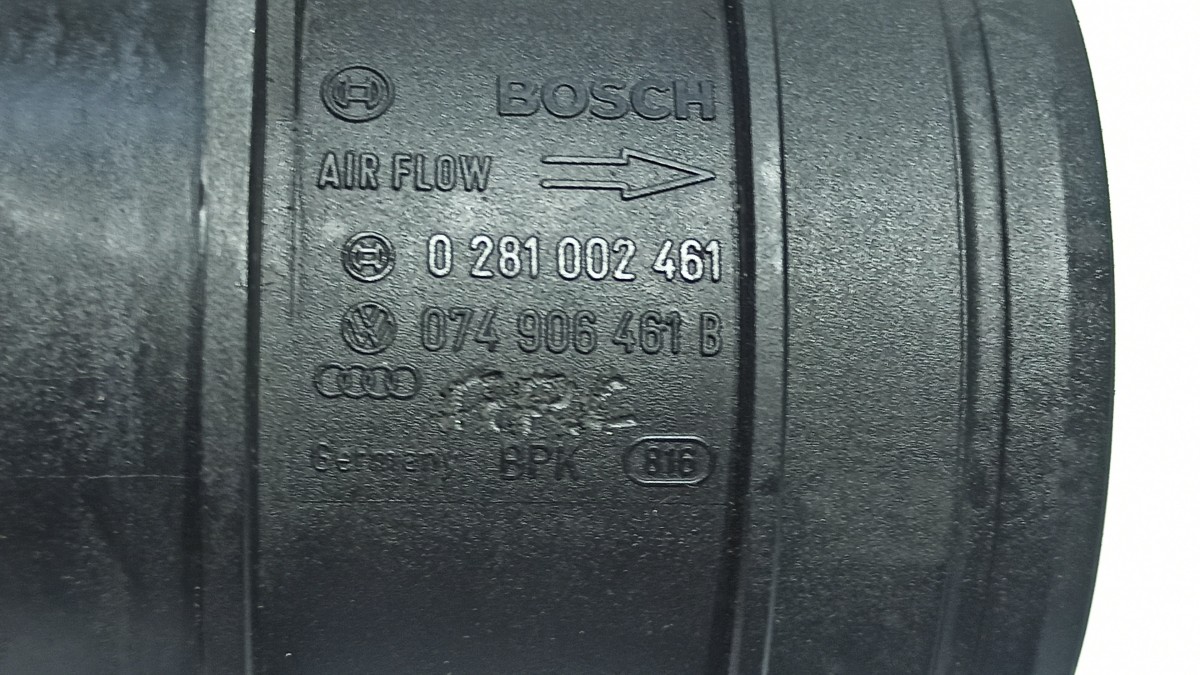 BOSCH
AIR FLOW
0 281 002 461
074 906 461 B
Germany BPK 816